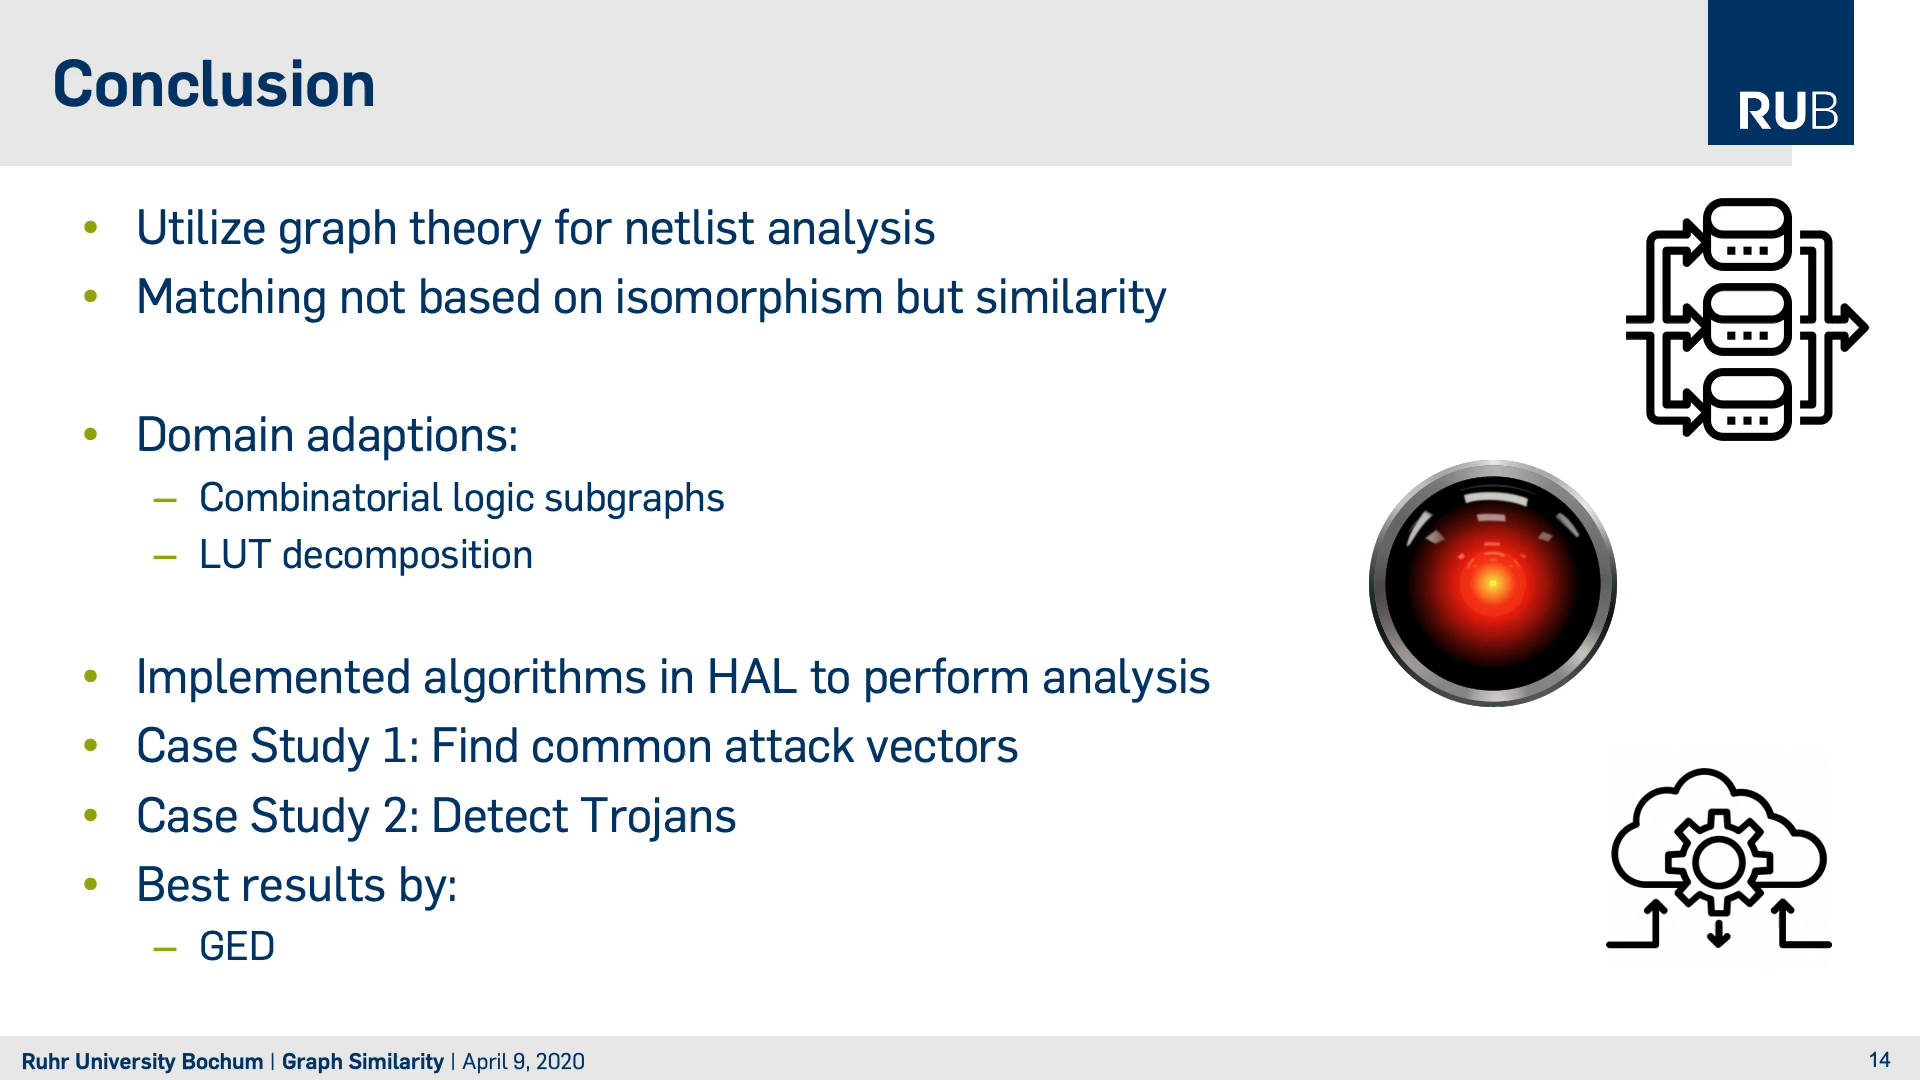 Conclusion
RUB
• Utilize graph theory for netlist analysis
• Matching not based on isomorphism but similarity
• Domain adaptions:
– Combinatorial logic subgraphs
– LUT decomposition
• Implemented algorithms in HAL to perform analysis
• Case Study 1: Find common attack vectors
• Case Study 2: Detect Trojans
• Best results by:
– GED
Ruhr University Bochum | Graph Similarity | April 9, 2020
14